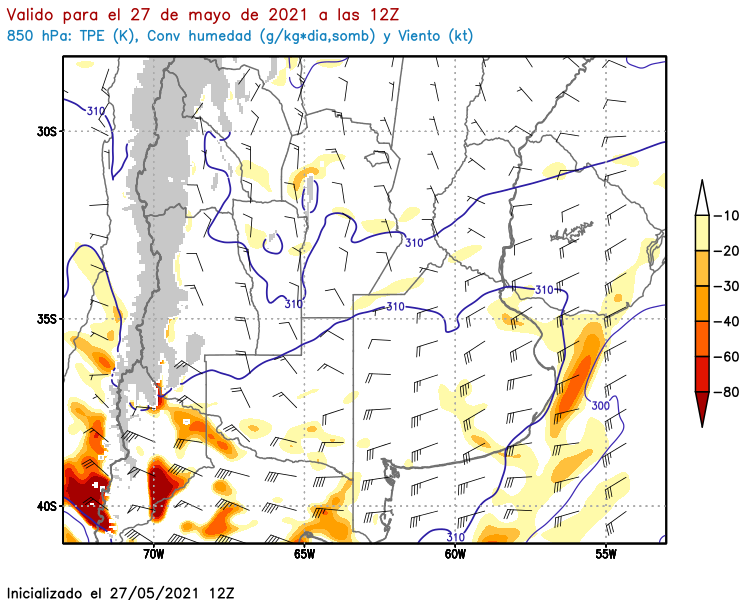 Valido para el 27 de mayo de 2021 a las 12Z
850 hPa: TPE (K), Conv humedad (g/kg*dia,somb) y Viento (kt)
310
30S
310
310
310
310
35S
300
40S
310
70W 65W 60W 55W
-10
-20
-30
-40
-60
-80
Inicializado el 27/05/2021 12Z